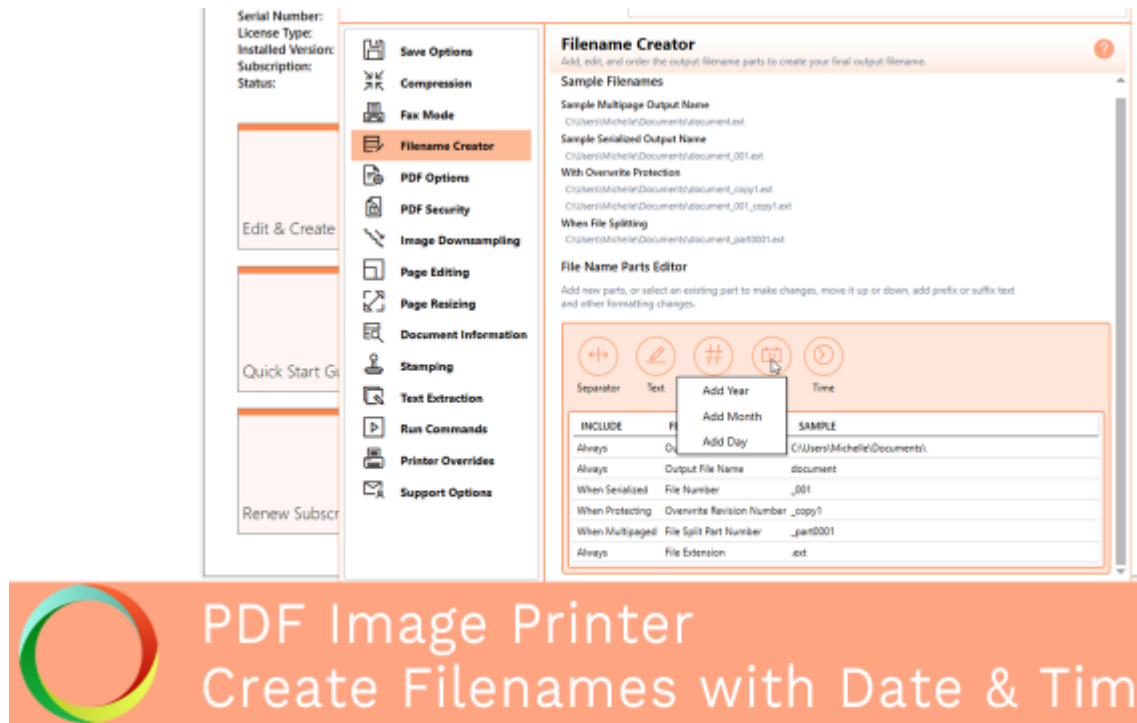 Serial Number:
License Type:
Installed Version:
Subscription:
Status:
Edit & Create
Quick Start Gu
Renew Subscr
Save Options
Compression
Fax Mode
Filename Creator
PDF Options
PDF Security
Image Downsampling
Page Editing
Page Resizing
Document Information
Stamping
Text Extraction
Run Commands
Printer Overrides
Support Options
Filename Creator
?
Add, edit, and order the output filename parts to create your final output filename.
Sample Filenames
Sample Multipage Output Name
C:\Users\Michelle\Documents\document.ext
Sample Serialized Output Name
C:\Users\Michelle\Documents\document_001.ext
With Overwrite Protection
C:\Users\Michelle\Documents\document_copy1.ext
C:\Users\Michelle\Documents\document_001_copy1.ext
When File Splitting
C:\Users\Michelle\Documents\document_part0001.ext
File Name Parts Editor
Add new parts, or select an existing part to make changes, move it up or down, add prefix or suffix text
and other formatting changes.
Separator Text Time
Add Year
Add Month
Add Day
INCLUDE SAMPLE
Always C:\Users\Michelle\Documents\
Always Output File Name document
When Serialized File Number _001
When Protecting Overwrite Revision Number _copy1
When Multipaged File Split Part Number _part0001
Always File Extension .ext
PDF Image Printer
Create Filenames with Date & Tim